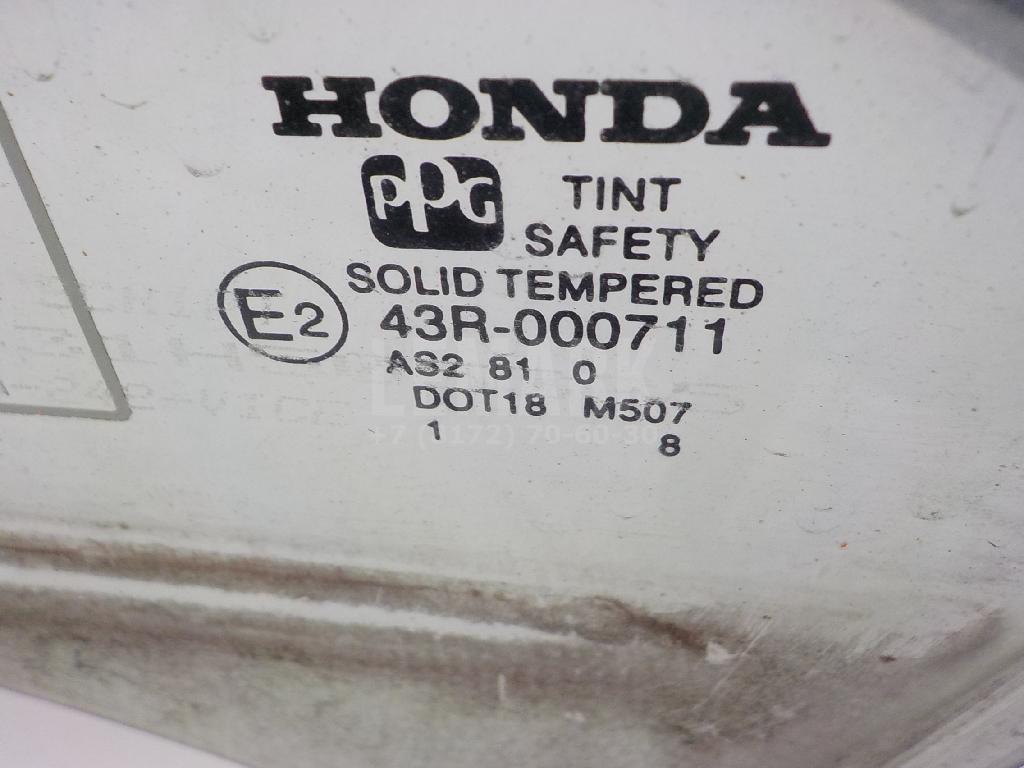 HONDA
PPG TINT
SAFETY
SOLID TEMPERED
E2 43R-000711
AS2 81 0
DOT18 M507
1 8